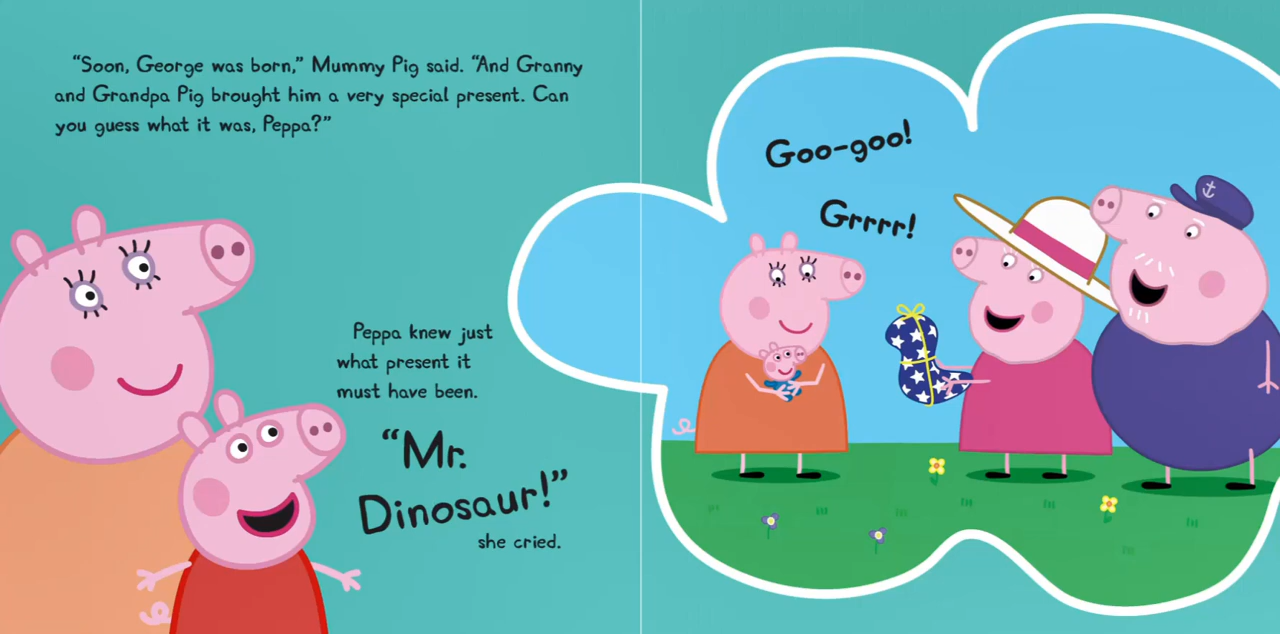 “Soon, George was born,” Mummy Pig said. “And Granny
and Grandpa Pig brought him a very special present. Can
you guess what it was, Peppa?”
Peppa knew just
what present it
must have been.
“Mr.
Dinosaur!”
she cried.
Goo-goo!
Grrrr!